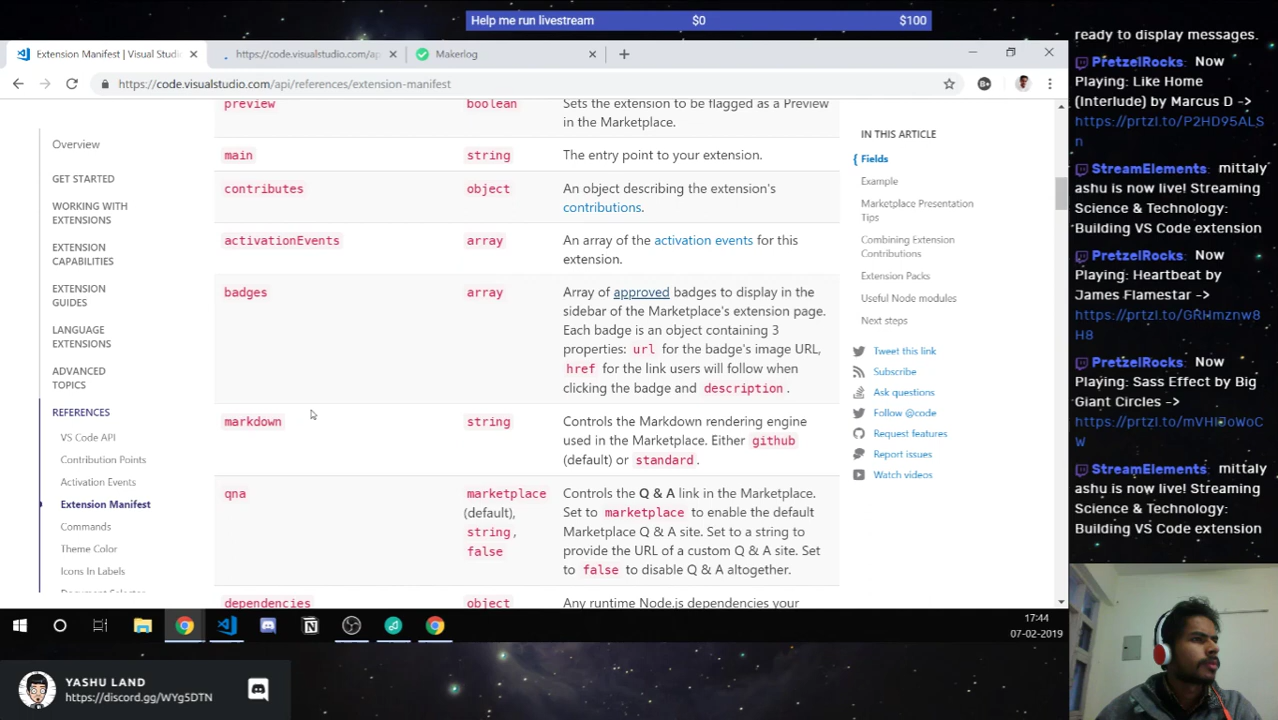 Help me run livestream $0 $100
Extension Manifest | Visual Studi
https://code.visualstudio.com/ap
Makerlog
https://code.visualstudio.com/api/references/extension-manifest
Overview
GET STARTED
WORKING WITH
EXTENSIONS
EXTENSION
CAPABILITIES
EXTENSION
GUIDES
LANGUAGE
EXTENSIONS
ADVANCED
TOPICS
REFERENCES
VS Code API
Contribution Points
Activation Events
Extension Manifest
Commands
Theme Color
Icons In Labels
Document Selector
preview boolean Sets the extension to be flagged as a Preview
in the Marketplace.
main string The entry point to your extension.
contributes object An object describing the extension's
contributions.
activationEvents array An array of the activation events for this
extension.
badges array Array of approved badges to display in the
sidebar of the Marketplace's extension page.
Each badge is an object containing 3
properties: url for the badge's image URL,
href for the link users will follow when
clicking the badge and description.
markdown string Controls the Markdown rendering engine
used in the Marketplace. Either github
(default) or standard.
qna marketplace Controls the Q & A link in the Marketplace.
(default), Set to marketplace to enable the default
string, Marketplace Q & A site. Set to a string to
false provide the URL of a custom Q & A site. Set
to false to disable Q & A altogether.
dependencies object Any runtime Node.js dependencies your
IN THIS ARTICLE
Fields
Example
Marketplace Presentation
Tips
Combining Extension
Contributions
Extension Packs
Useful Node modules
Next steps
Tweet this link
Subscribe
Ask questions
Follow @code
Request features
Report issues
Watch videos
ready to display messages.
PretzelRocks: Now
Playing: Like Home
(Interlude) by Marcus D ->
https://prtzl.to/P2HD95ALS
n
StreamElements: mittaly
ashu is now live! Streaming
Science & Technology:
Building VS Code extension
PretzelRocks: Now
Playing: Heartbeat by
James Flamestar ->
https://prtzl.to/GRHmznw8
H8
PretzelRocks: Now
Playing: Sass Effect by Big
Giant Circles ->
https://prtzl.to/mVHIJoWoC
W
StreamElements: mittaly
ashu is now live! Streaming
Science & Technology:
Building VS Code extension
17:44
07-02-2019
YASHU LAND
https://discord.gg/WYg5DTN